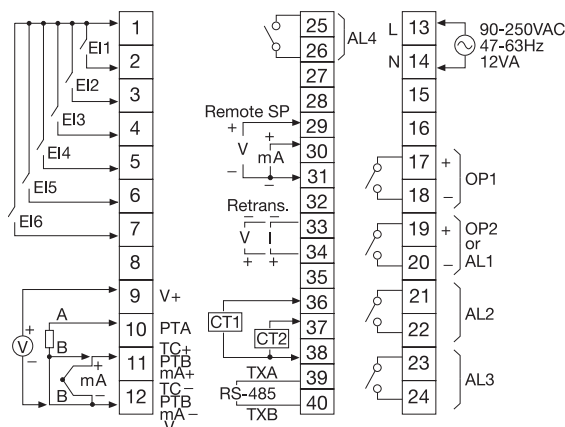 1
2
3
4
5
6
7
8
9
10
11
12
EI1
EI2
EI3
EI4
EI5
EI6
V+
PTA
TC+
PTB
mA+
TC−
PTB
mA−
A
B
B
+
mA
+
V
−
25
26
27
28
29
30
31
32
33
34
35
36
37
38
39
40
AL4
Remote SP
+
V
−
+
mA
−
Retrans.
− −
V I
+ +
CT1
CT2
TXA
RS-485
TXB
13
14
15
16
17
18
19
20
21
22
23
24
L
N
90-250VAC
47-63Hz
12VA
+
−
OP1
+
−
OP2
or
AL1
AL2
AL3